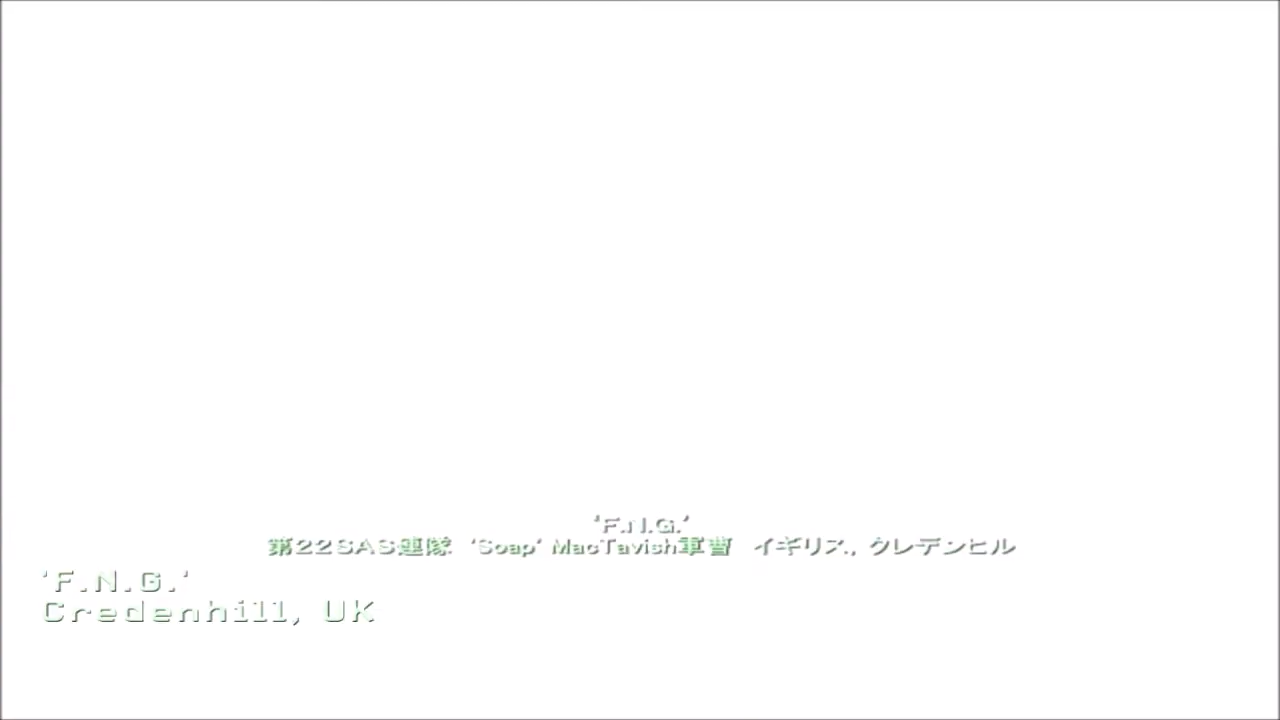 ‘F.N.G.’
第22SAS連隊 ‘Soap’ MacTavish軍曹 イギリス, クレデンヒル
'F.N.G.'
Credenhill, UK